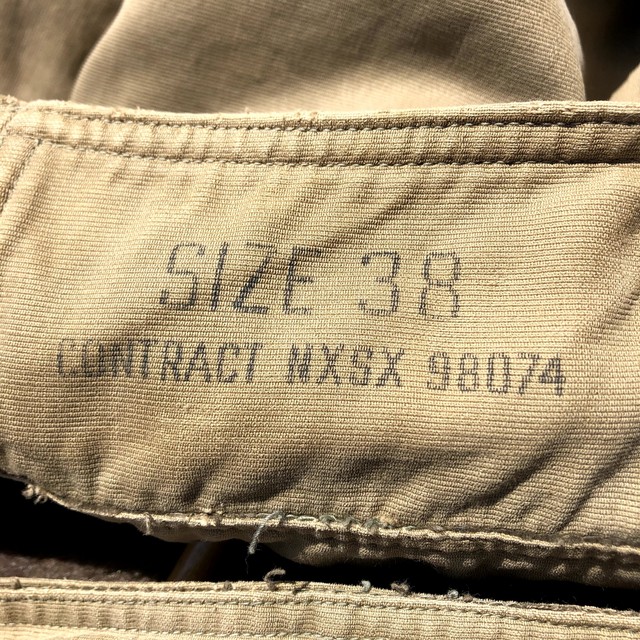 SIZE 38
CONTRACT NXSX 98074